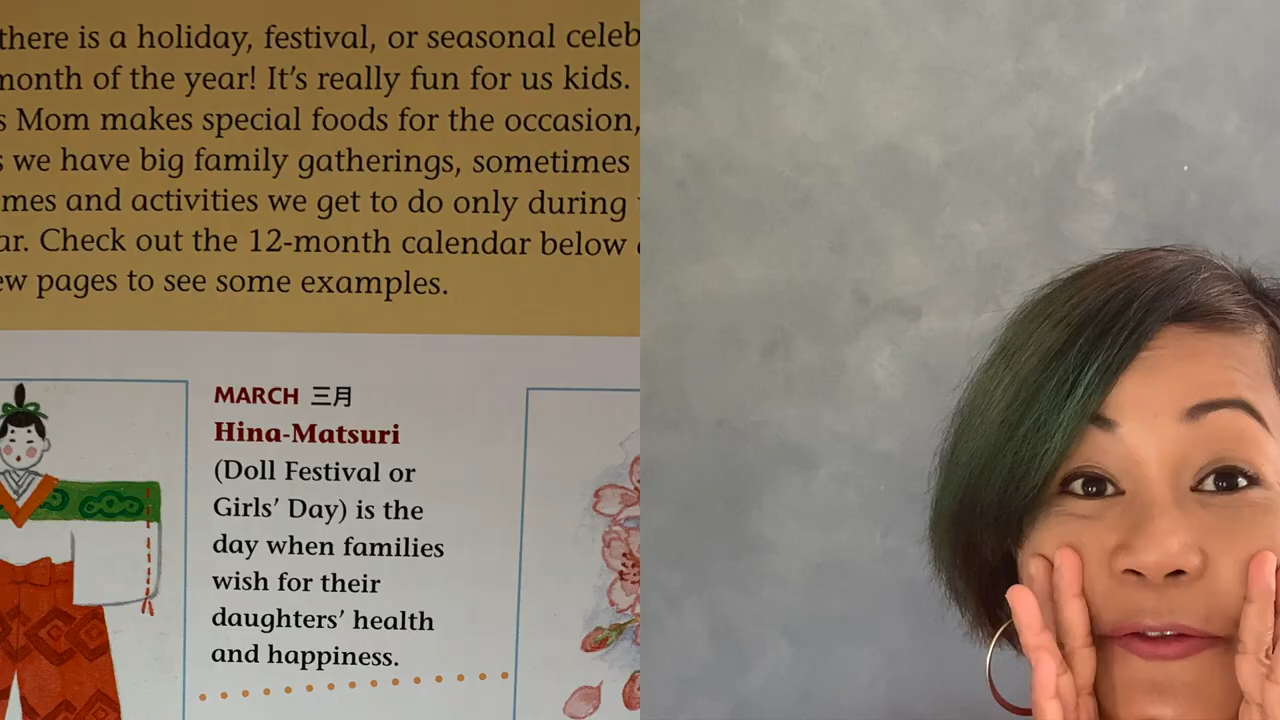 there is a holiday, festival, or seasonal celeb
month of the year! It's really fun for us kids.
s Mom makes special foods for the occasion,
s we have big family gatherings, sometimes
mes and activities we get to do only during
ar. Check out the 12-month calendar below
ew pages to see some examples.
MARCH 三月
Hina-Matsuri
(Doll Festival or
Girls' Day) is the
day when families
wish for their
daughters' health
and happiness.